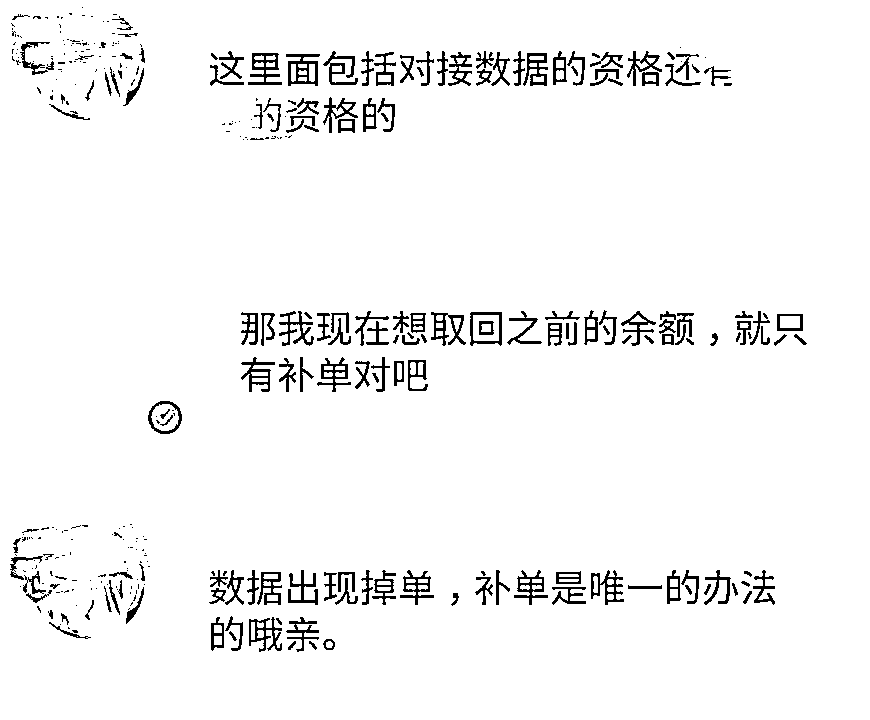 这里面包括对接数据的资格还有
的资格的
那我现在想取回之前的余额，就只
有补单对吧
数据出现掉单，补单是唯一的办法
的哦亲。